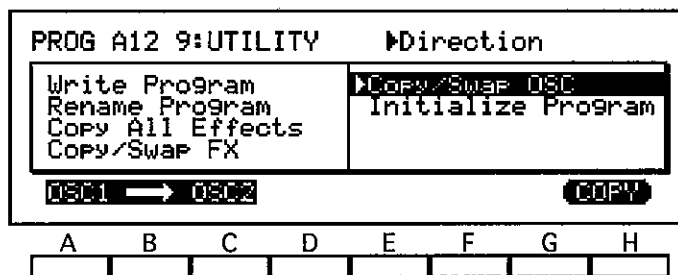 PROG A12 9:UTILITY ▶Direction
Write Program
Rename Program
Copy All Effects
Copy/Swap FX
▶Copy/Swap OSC
Initialize Program
OSC1 → OSC2
COPY
A B C D E F G H